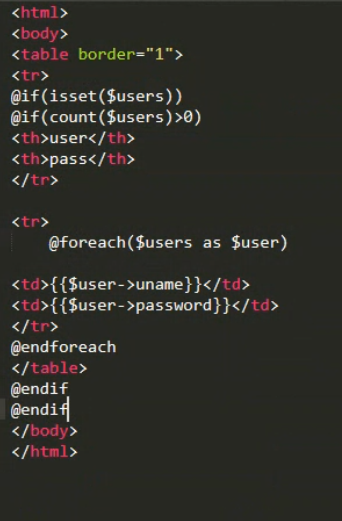 <html>
<body>
<table border="1">
<tr>
@if(isset($users))
@if(count($users)>0)
<th>user</th>
<th>pass</th>
</tr>

<tr>
    @foreach($users as $user)

<td>{{$user->uname}}</td>
<td>{{$user->password}}</td>
</tr>
@endforeach
</table>
@endif
@endif
</body>
</html>